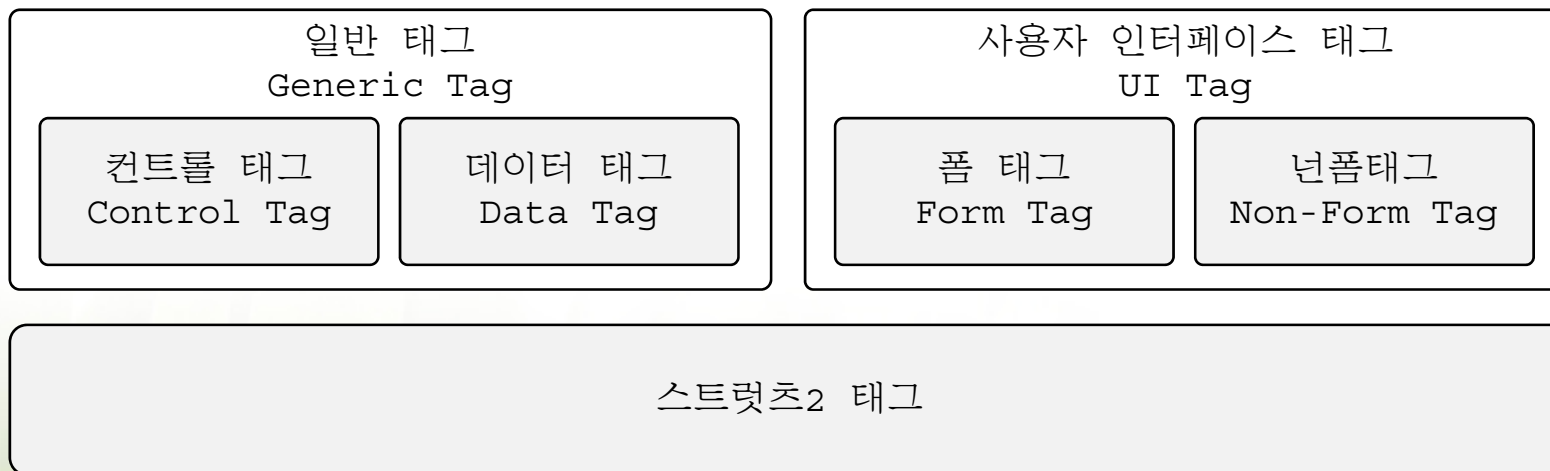 일반 태그
Generic Tag
컨트롤 태그
Control Tag
데이터 태그
Data Tag
사용자 인터페이스 태그
UI Tag
폼 태그
Form Tag
넌폼태그
Non-Form Tag
스트럿츠2 태그